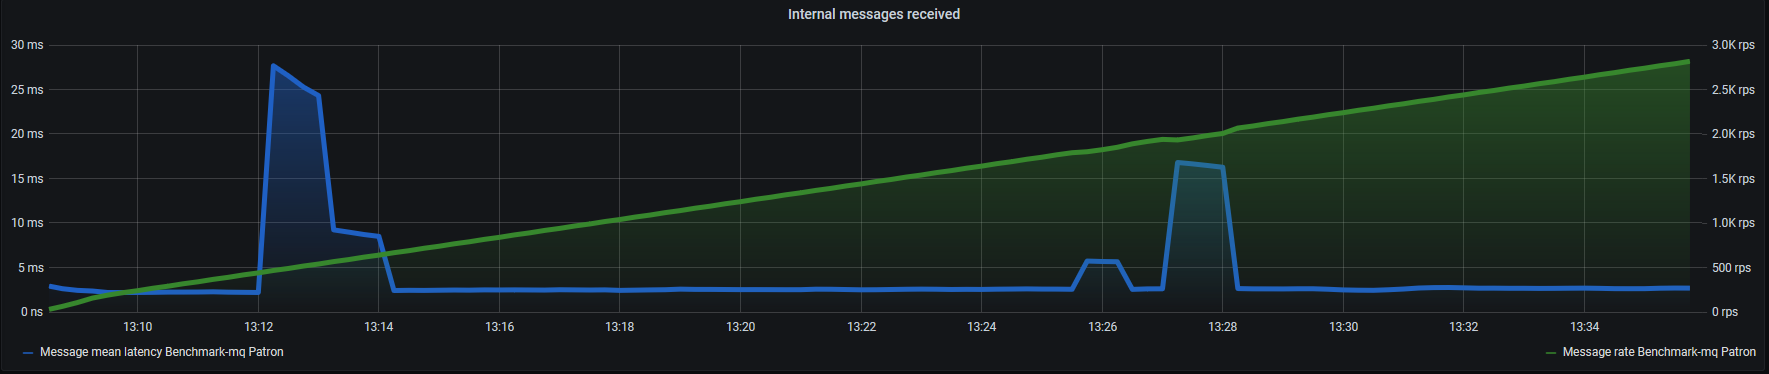 Internal messages received
30 ms
3.0K rps
25 ms
2.5K rps
20 ms
2.0K rps
15 ms
1.5K rps
10 ms
1.0K rps
5 ms
500 rps
0 ns
0 rps
13:10 13:12 13:14 13:16 13:18 13:20 13:22 13:24 13:26 13:28 13:30 13:32 13:34
Message mean latency Benchmark-mq Patron
Message rate Benchmark-mq Patron